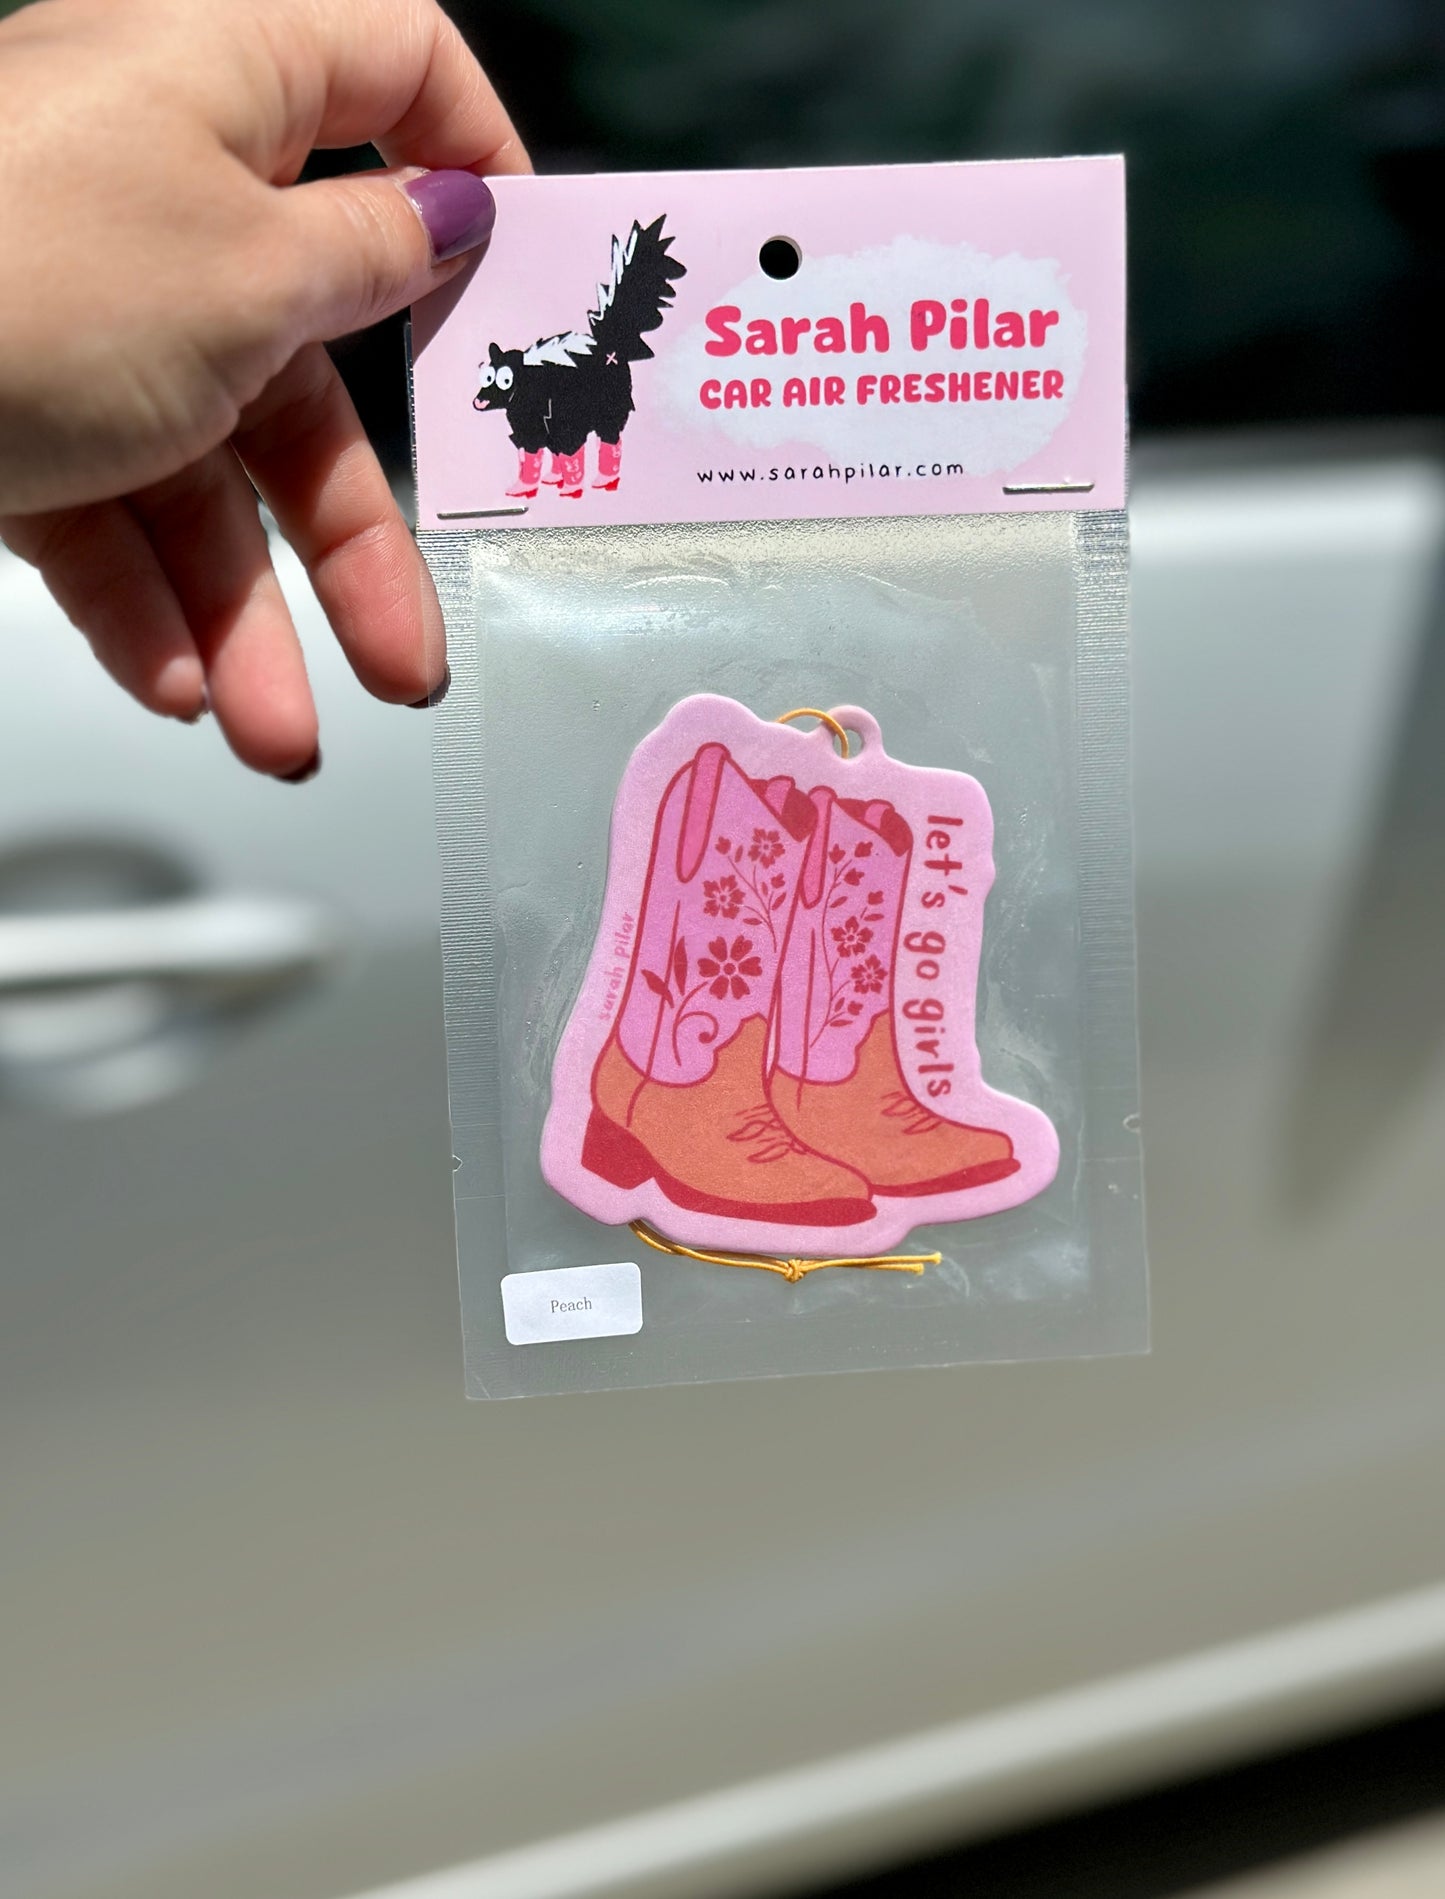 Sarah Pilar
CAR AIR FRESHENER
www.sarahpilar.com
let's go girls
sarah pilar
Peach